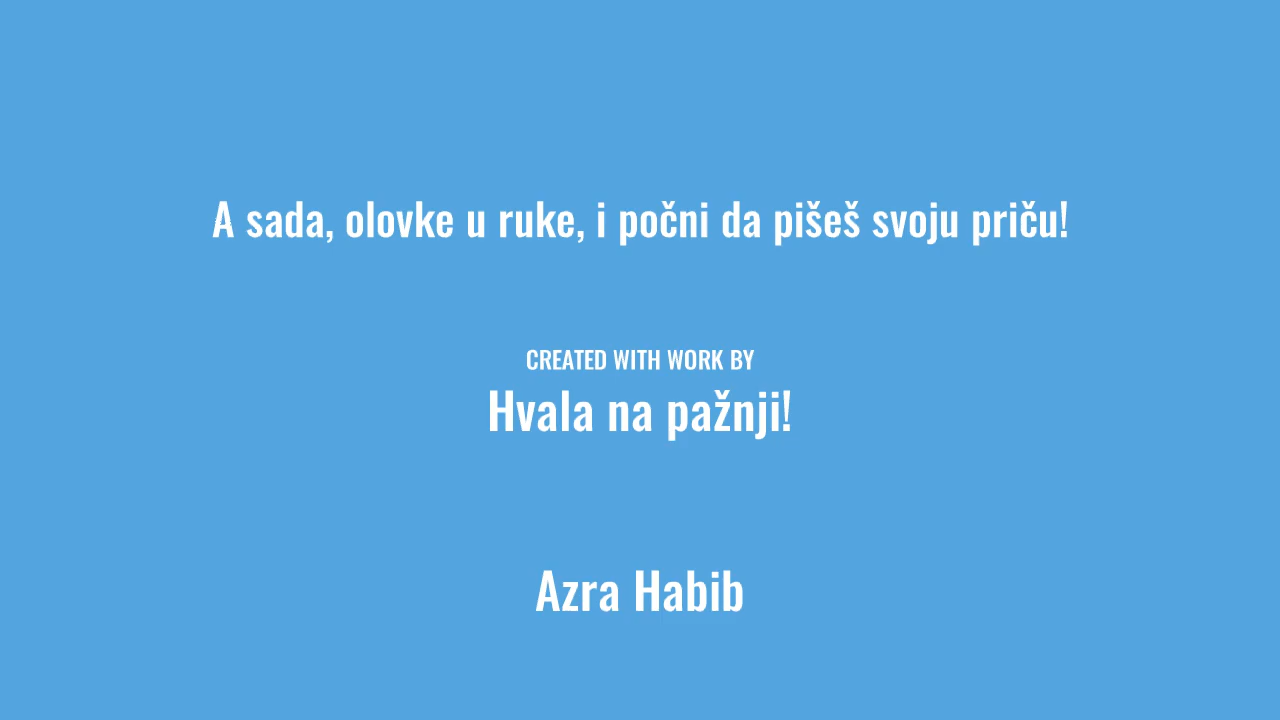 A sada, olovke u ruke, i počni da pišeš svoju priču!
CREATED WITH WORK BY
Hvala na pažnji!
Azra Habib